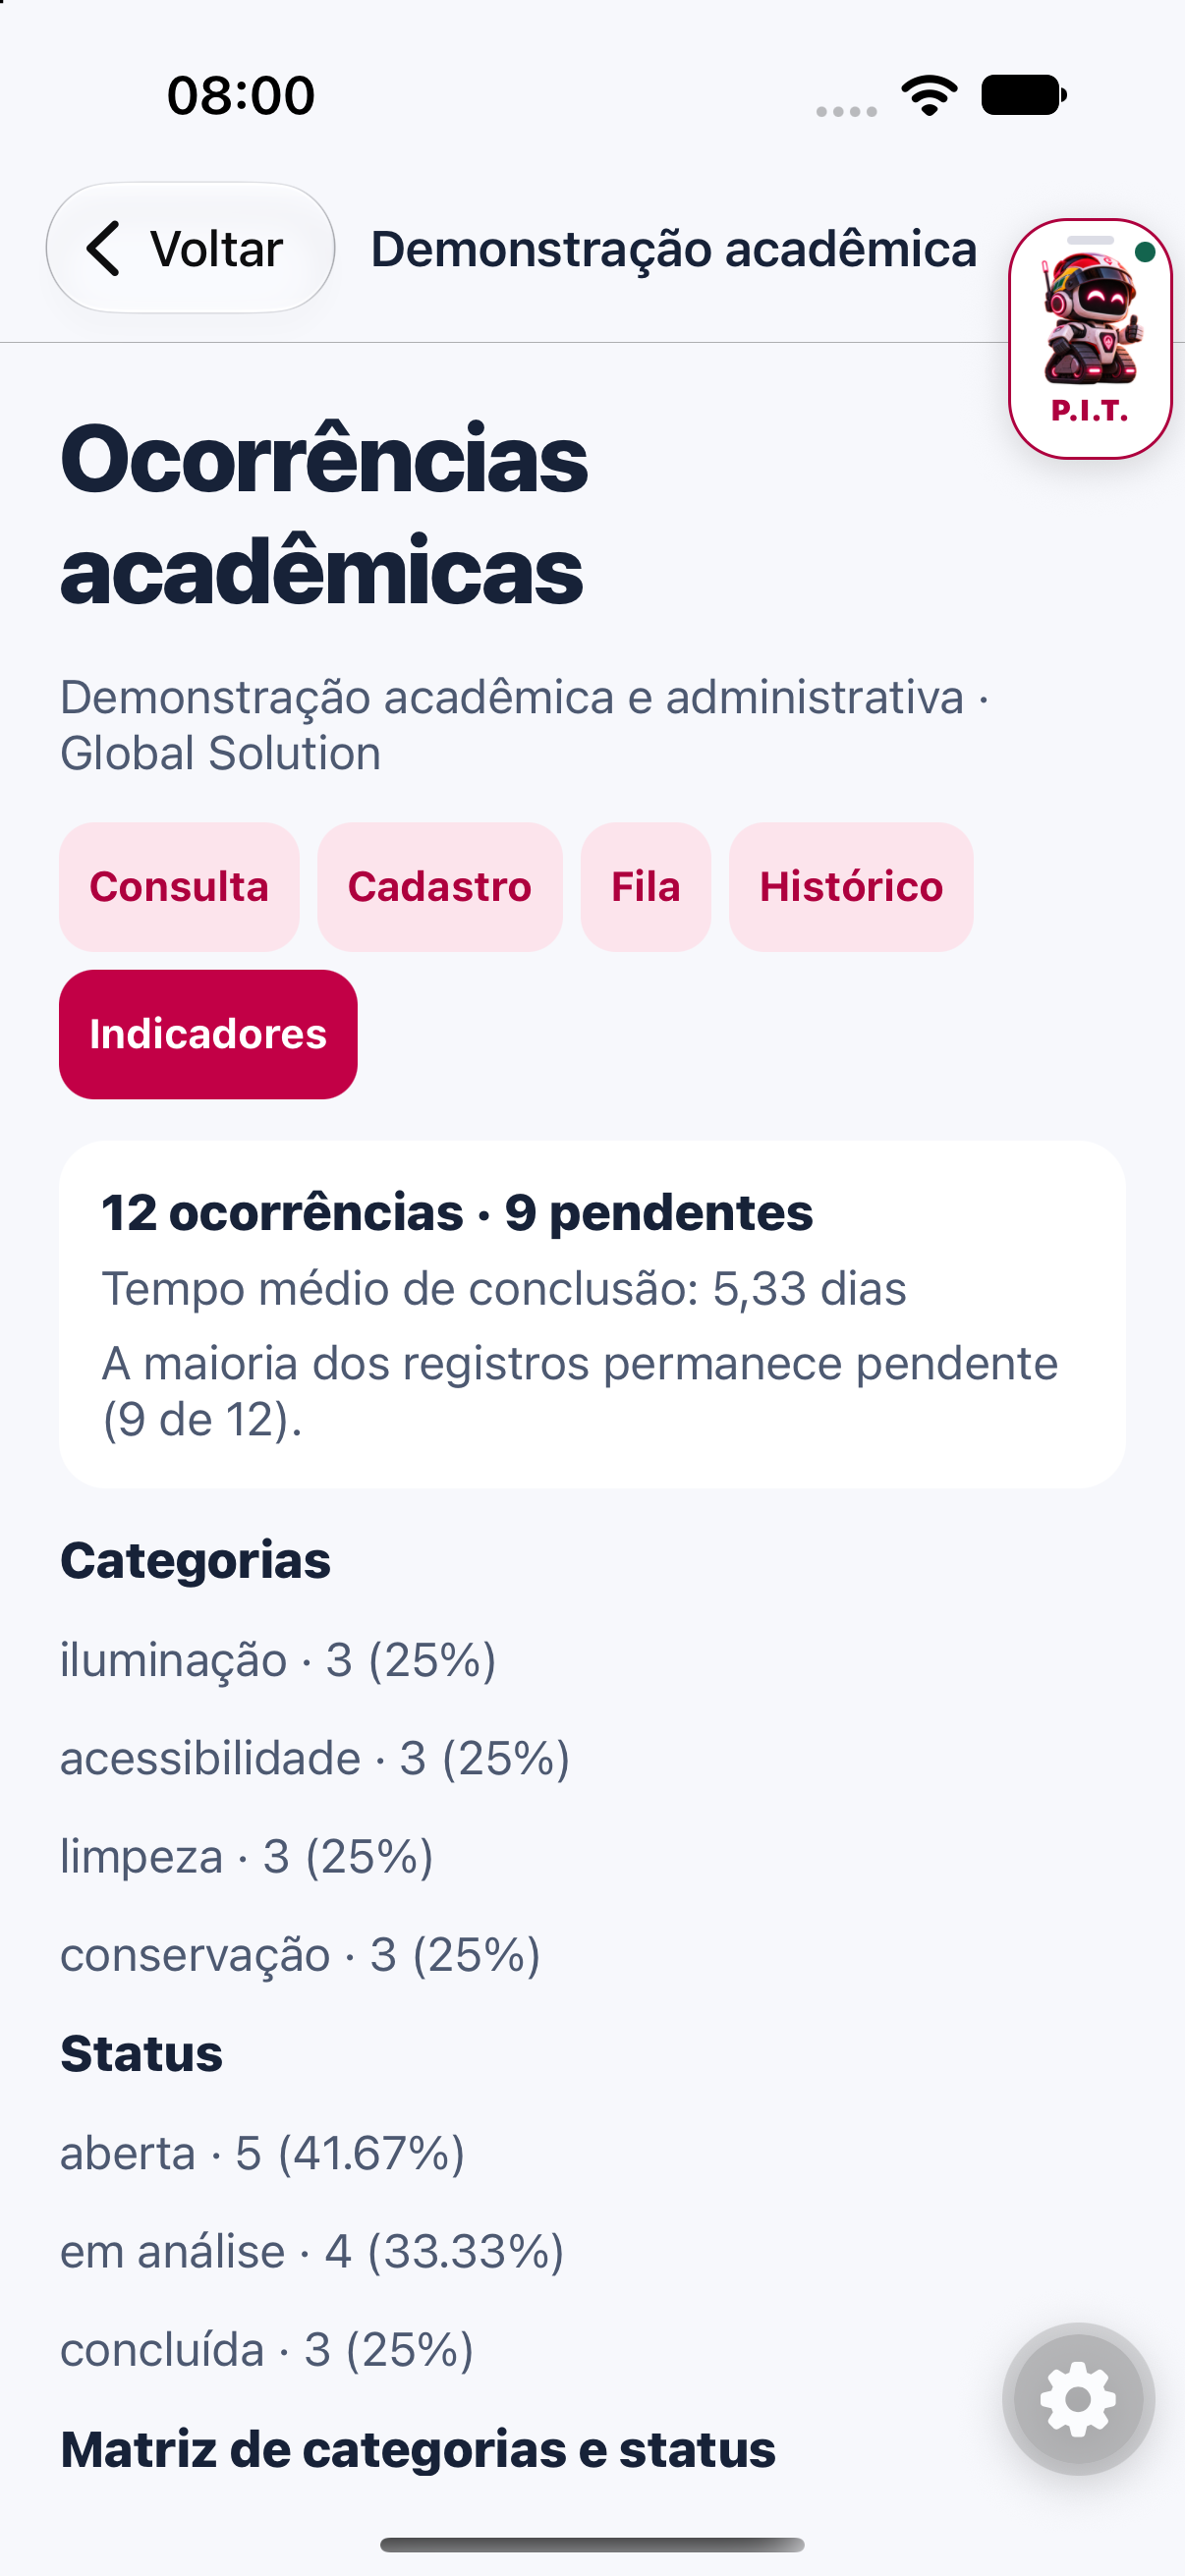 08:00
Voltar
Demonstração acadêmica
P.I.T.
Ocorrências
acadêmicas
Demonstração acadêmica e administrativa ·
Global Solution
Consulta
Cadastro
Fila
Histórico
Indicadores
12 ocorrências · 9 pendentes
Tempo médio de conclusão: 5,33 dias
A maioria dos registros permanece pendente
(9 de 12).
Categorias
iluminação · 3 (25%)
acessibilidade · 3 (25%)
limpeza · 3 (25%)
conservação · 3 (25%)
Status
aberta · 5 (41.67%)
em análise · 4 (33.33%)
concluída · 3 (25%)
Matriz de categorias e status